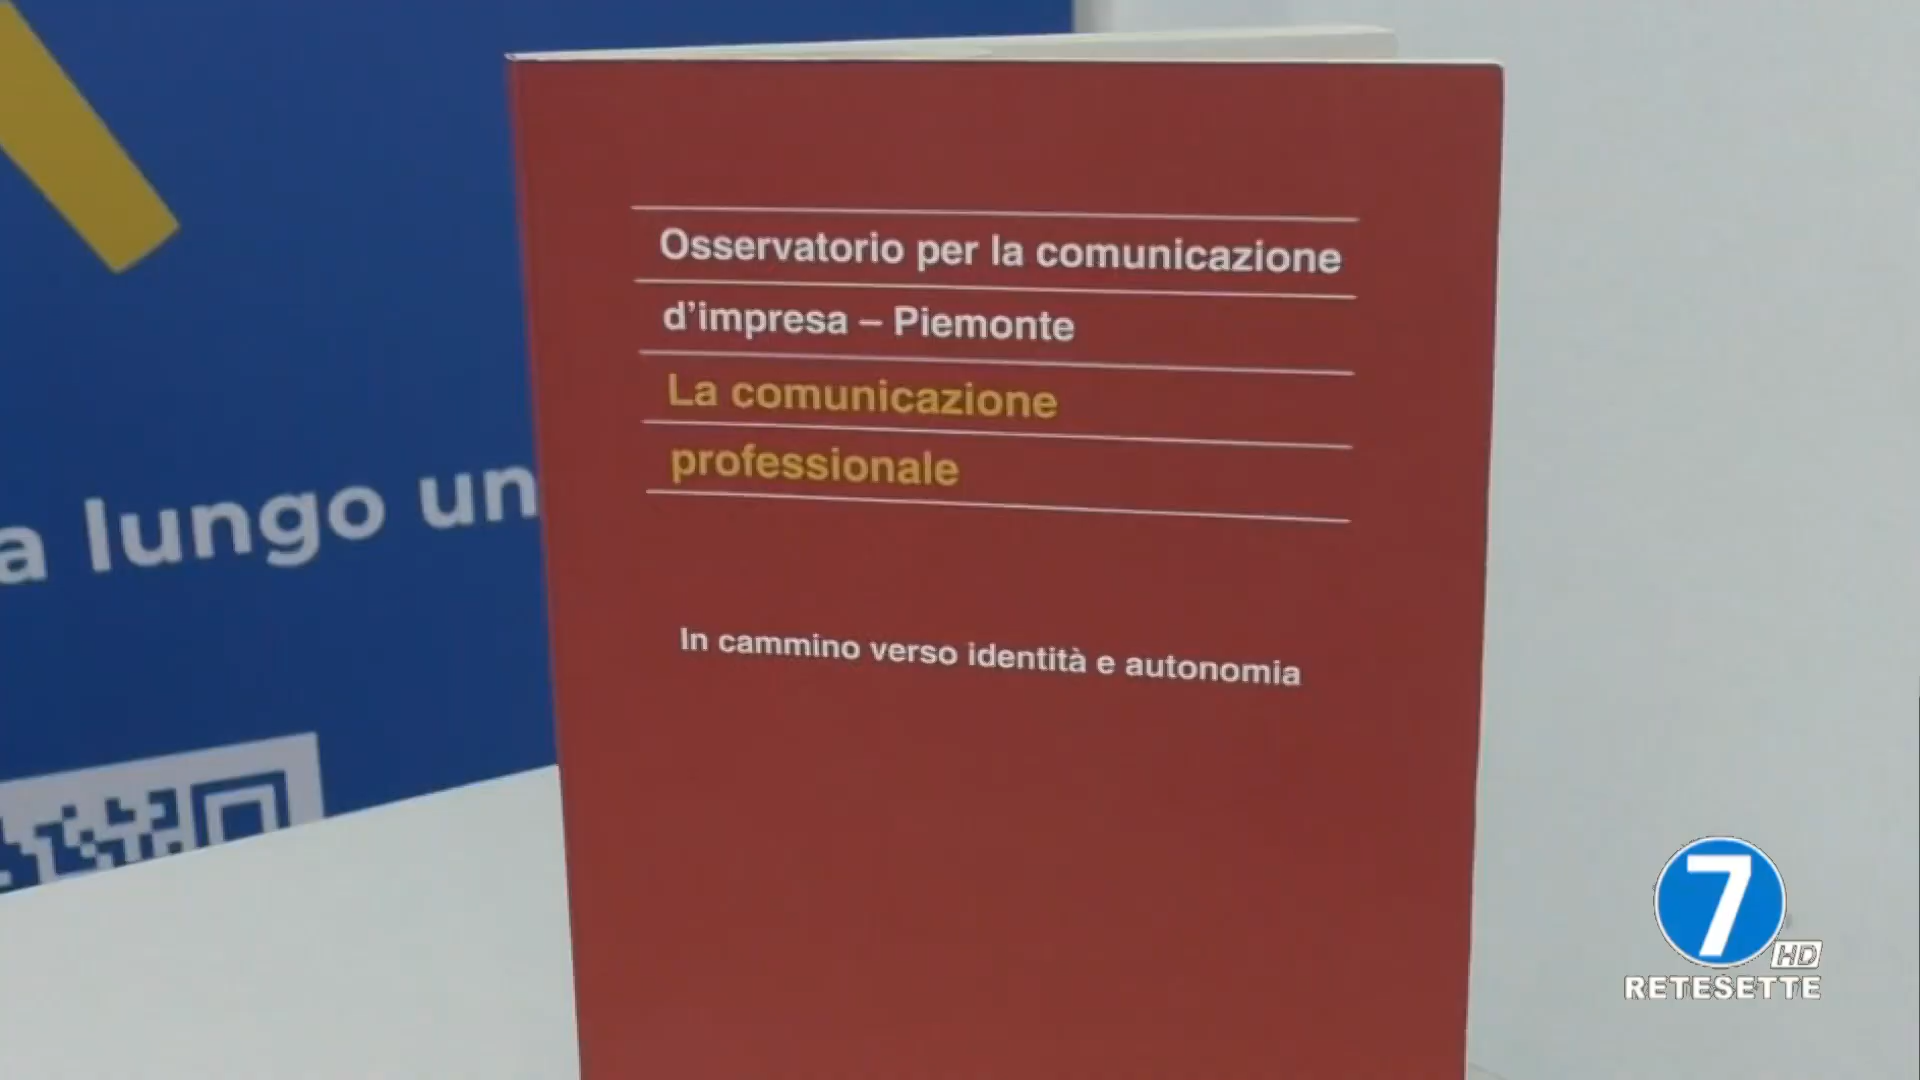 Osservatorio per la comunicazione
d'impresa – Piemonte
La comunicazione
professionale
In cammino verso identità e autonomia
a lungo un
7
HD
RETESETTE